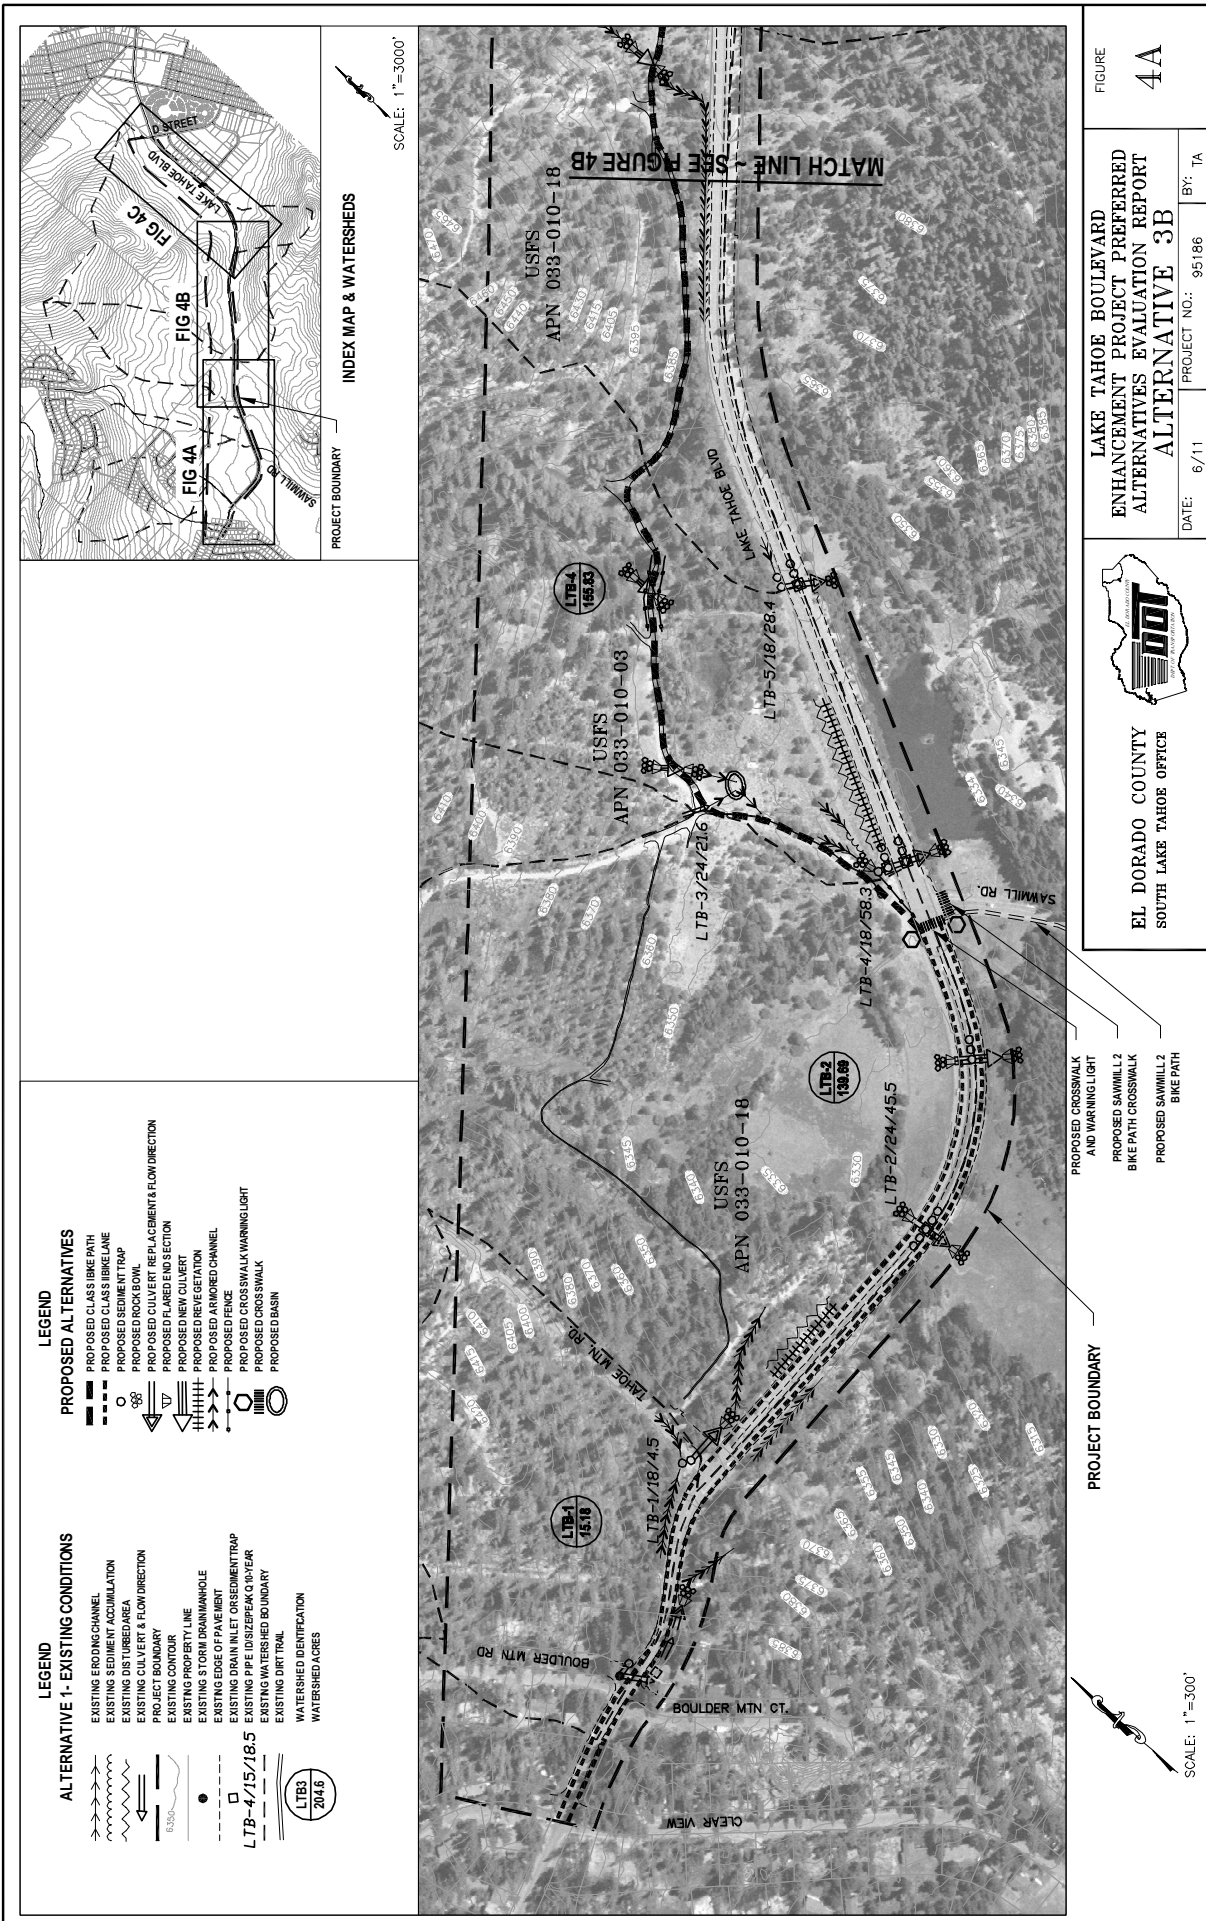 LEGEND
ALTERNATIVE 1- EXISTING CONDITIONS
EXISTING ERODING CHANNEL
EXISTING SEDIMENT ACCUMULATION
EXISTING DISTURBED AREA
EXISTING CULVERT & FLOW DIRECTION
PROJECT BOUNDARY
6350
EXISTING CONTOUR
EXISTING PROPERTY LINE
EXISTING STORM DRAIN MANHOLE
EXISTING EDGE OF PAVEMENT
EXISTING DRAIN INLET OR SEDIMENT TRAP
LTB-4/15/18.5
EXISTING PIPE ID/SIZE/PEAK Q 10-YEAR
EXISTING WATERSHED BOUNDARY
EXISTING DIRT TRAIL
LTB3
204.6
WATERSHED IDENTIFICATION
WATERSHED ACRES
LEGEND
PROPOSED ALTERNATIVES
PROPOSED CLASS I BIKE PATH
PROPOSED CLASS II BIKE LANE
PROPOSED SEDIMENT TRAP
PROPOSED ROCK BOWL
PROPOSED CULVERT REPLACEMENT & FLOW DIRECTION
PROPOSED FLARED END SECTION
PROPOSED NEW CULVERT
PROPOSED REVEGETATION
PROPOSED ARMORED CHANNEL
PROPOSED FENCE
PROPOSED CROSSWALK WARNING LIGHT
PROPOSED CROSSWALK
PROPOSED BASIN
FIG 4A
FIG 4B
FIG 4C
LAKE TAHOE BLVD
D STREET
SAWMILL RD
PROJECT BOUNDARY
INDEX MAP & WATERSHEDS
SCALE: 1"=3000'
CLEAR VIEW
BOULDER MTN CT.
BOULDER MTN RD
LTB-1
15.18
LTB-1/18/4.5
TAHOE MTN. RD.
USFS
APN 033-010-18
LTB-2
139.69
LTB-2/24/45.5
LTB-3/24/21.6
LTB-4/18/58.3
SAWMILL RD.
USFS
APN 033-010-03
LTB-4
155.83
LTB-5/18/28.4
LAKE TAHOE BLVD
USFS
APN 033-010-18
MATCH LINE ~ SEE FIGURE 4B
PROJECT BOUNDARY
PROPOSED CROSSWALK
AND WARNING LIGHT
PROPOSED SAWMILL 2
BIKE PATH CROSSWALK
PROPOSED SAWMILL 2
BIKE PATH
SCALE: 1"=300'
EL DORADO COUNTY
SOUTH LAKE TAHOE OFFICE
EL DORADO COUNTY
DOT
DEPT OF TRANSPORTATION
LAKE TAHOE BOULEVARD
ENHANCEMENT PROJECT PREFERRED
ALTERNATIVES EVALUATION REPORT
ALTERNATIVE 3B
DATE: 6/11
PROJECT NO.: 95186
BY: TA
FIGURE
4A